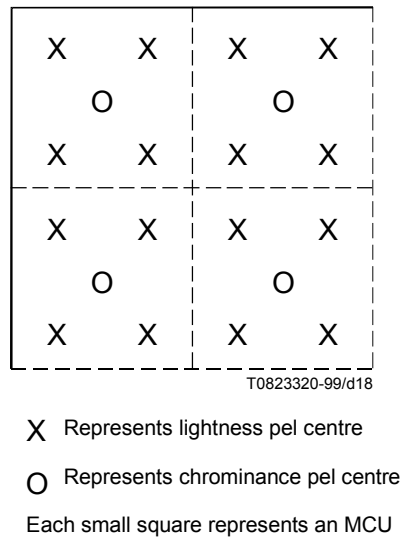 X X X X
O O
X X X X
X X X X
O O
X X X X
T0823320-99/d18
X Represents lightness pel centre
O Represents chrominance pel centre
Each small square represents an MCU